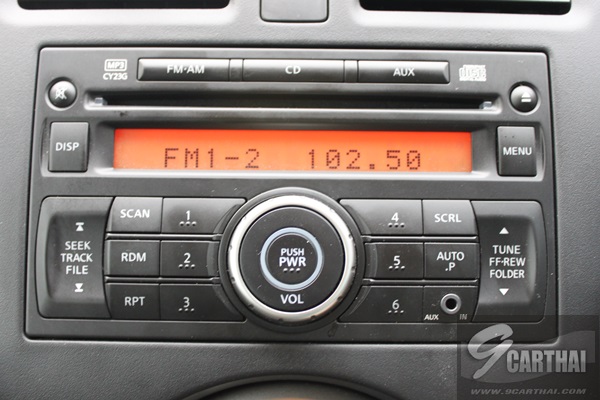 MP3
CY23G
FM·AM
CD
AUX
DISP
FM1-2 102.50
MENU
SEEK
TRACK
FILE
SCAN
1
RDM
2
RPT
3
PUSH
PWR
VOL
4
SCRL
5
AUTO
.P
6
AUX IN
TUNE
FF·REW
FOLDER
9CARTHAI
WWW.9CARTHAI.COM